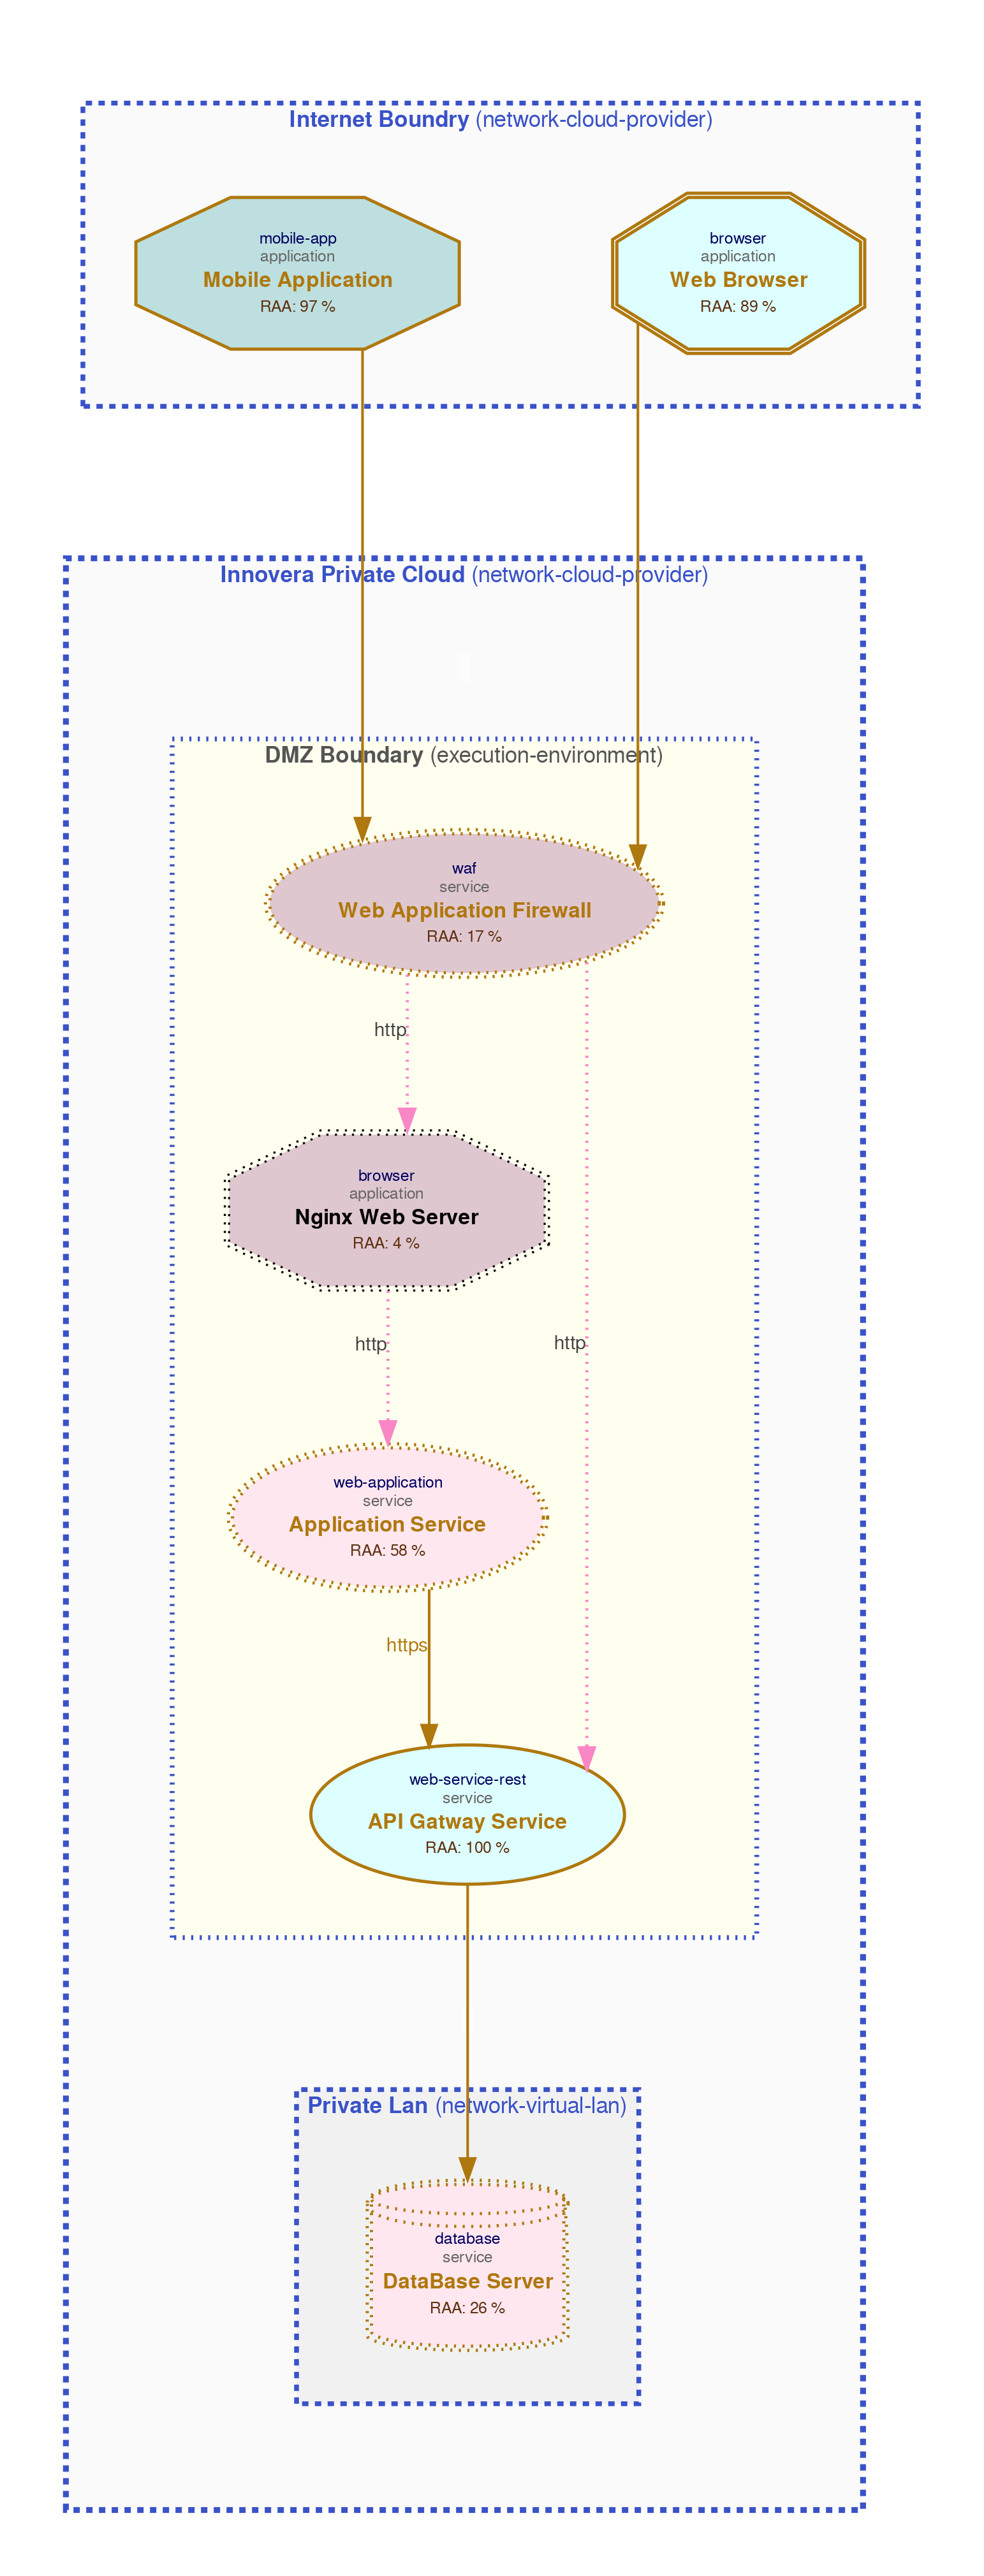 Internet Boundry (network-cloud-provider)
mobile-app
application
Mobile Application
RAA: 97 %
browser
application
Web Browser
RAA: 89 %
Innovera Private Cloud (network-cloud-provider)
DMZ Boundary (execution-environment)
waf
service
Web Application Firewall
RAA: 17 %
http
browser
application
Nginx Web Server
RAA: 4 %
http
http
web-application
service
Application Service
RAA: 58 %
https
web-service-rest
service
API Gatway Service
RAA: 100 %
Private Lan (network-virtual-lan)
database
service
DataBase Server
RAA: 26 %